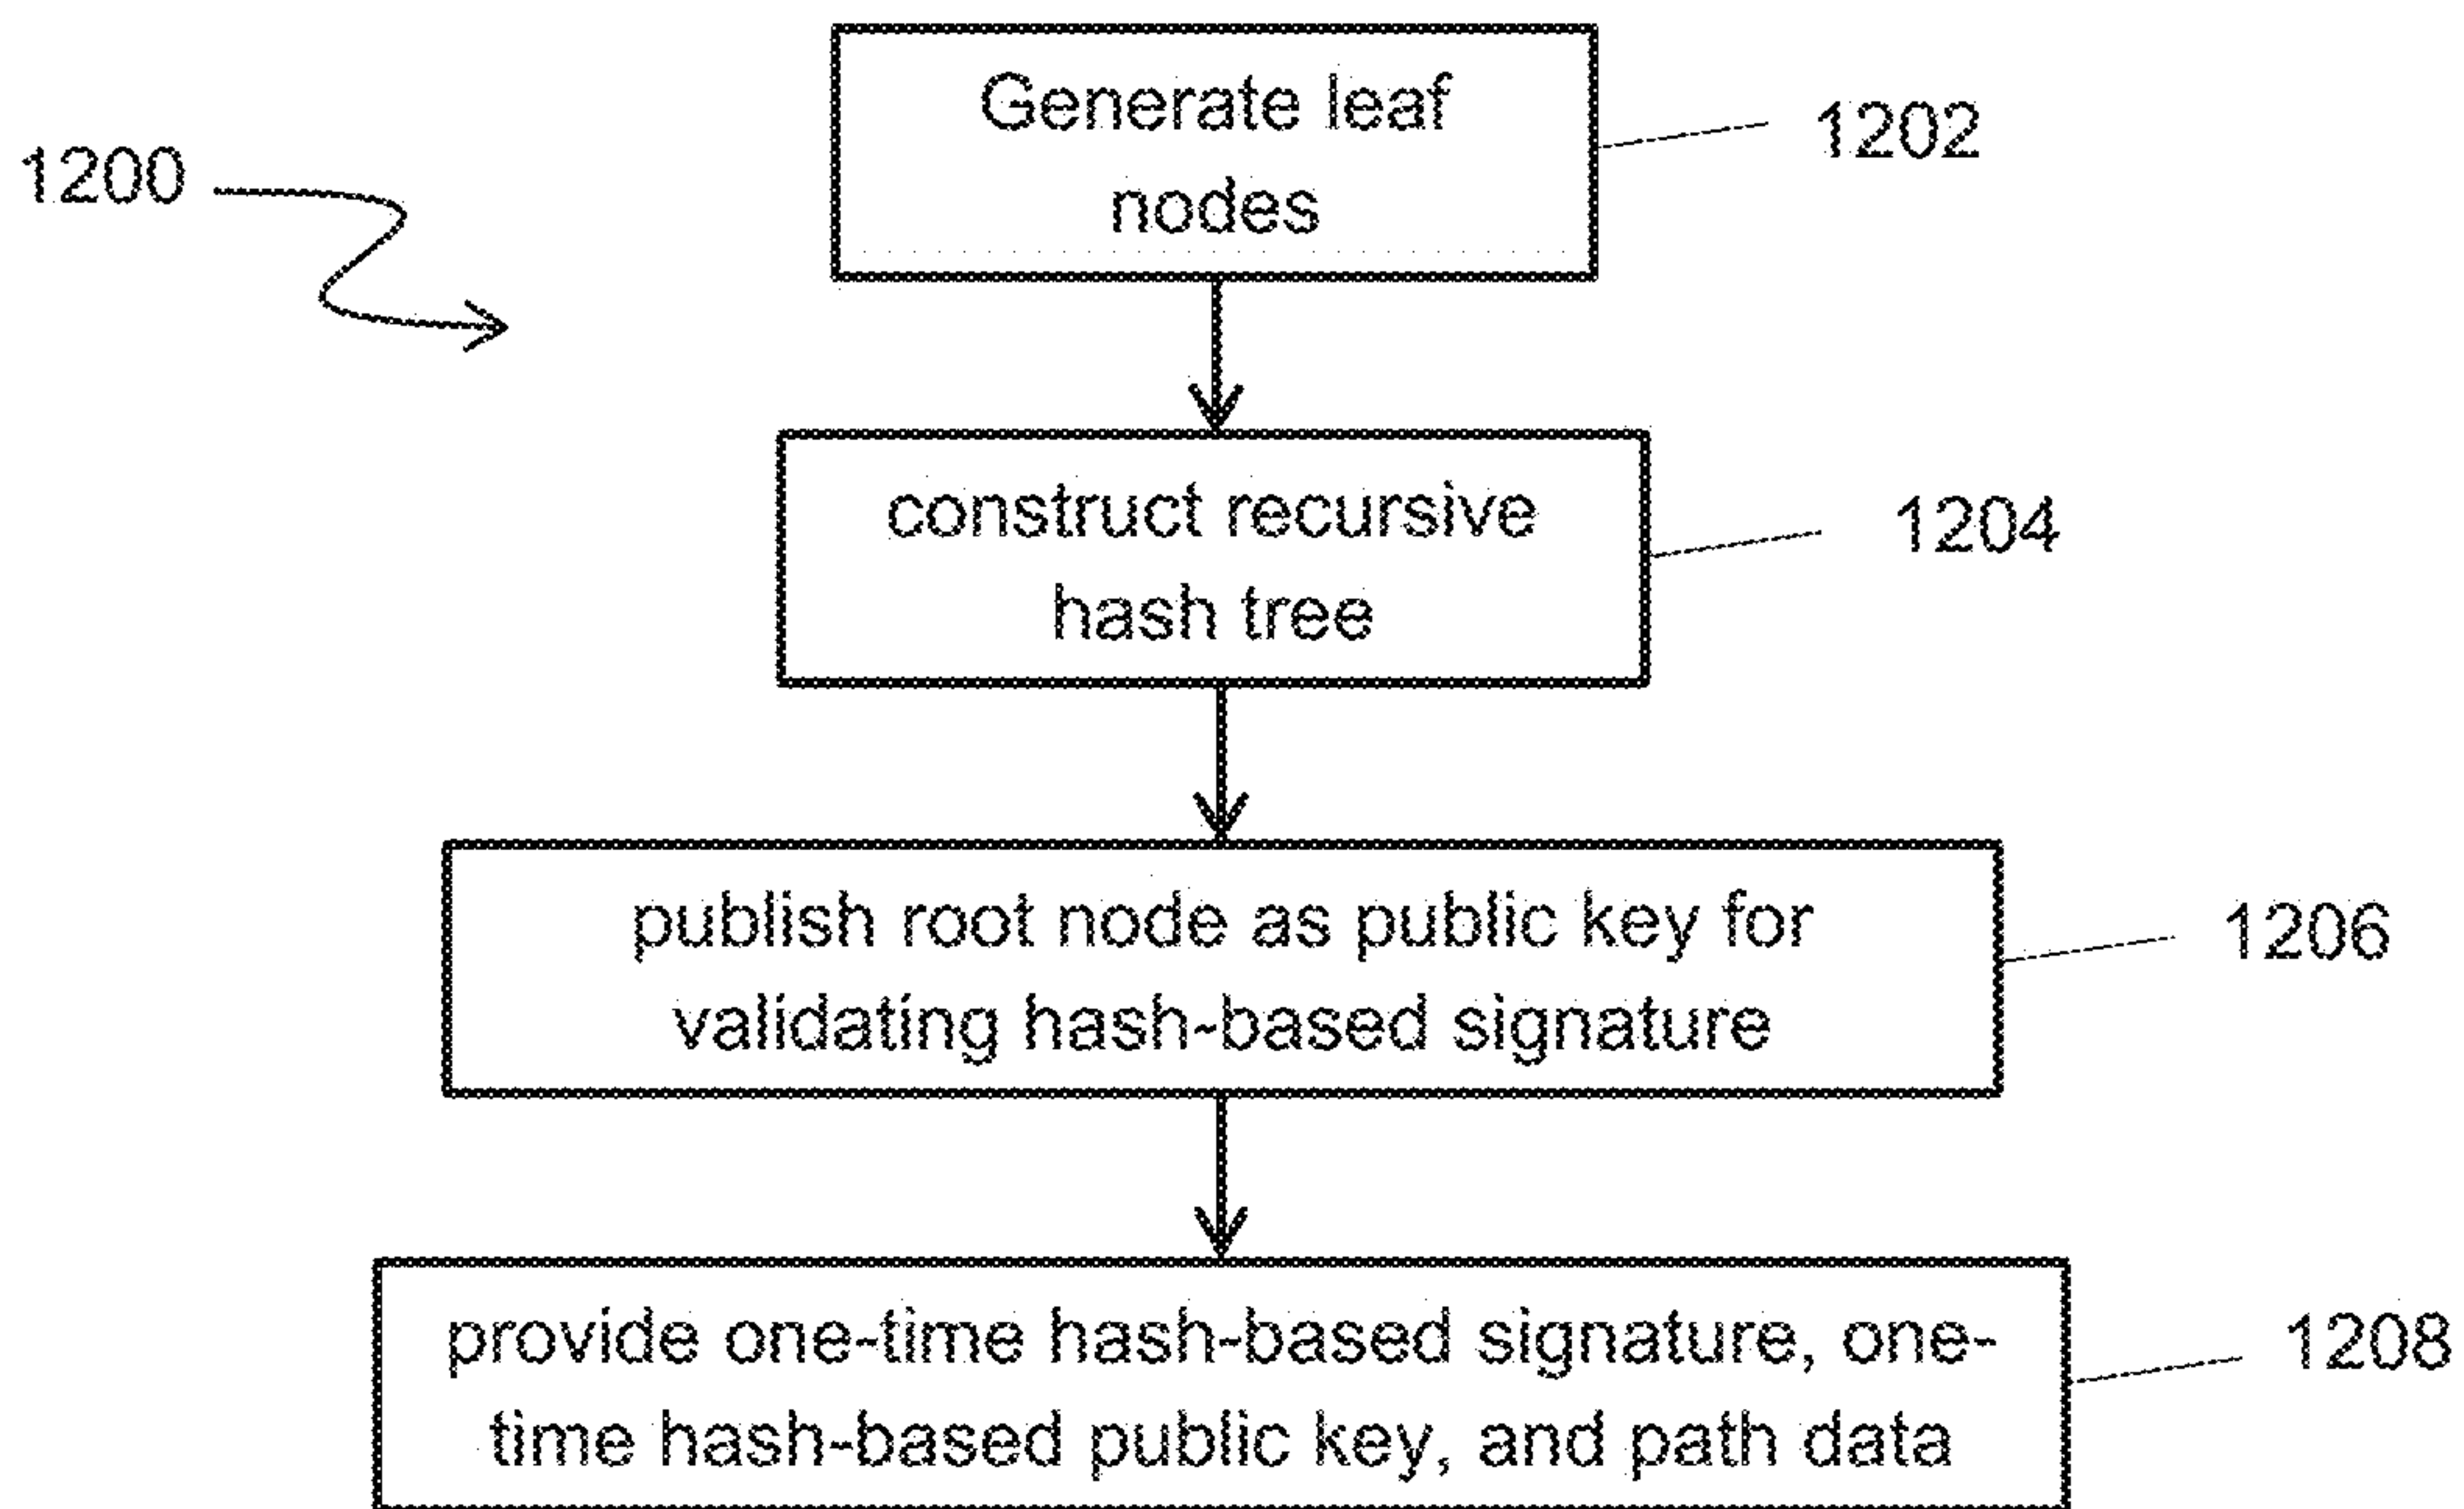 Generate leaf
nodes
1202
1200
construct recursive
hash tree
1204
publish root node as public key for
validating hash-based signature
1206
provide one-time hash-based signature, one-
time hash-based public key, and path data
1208